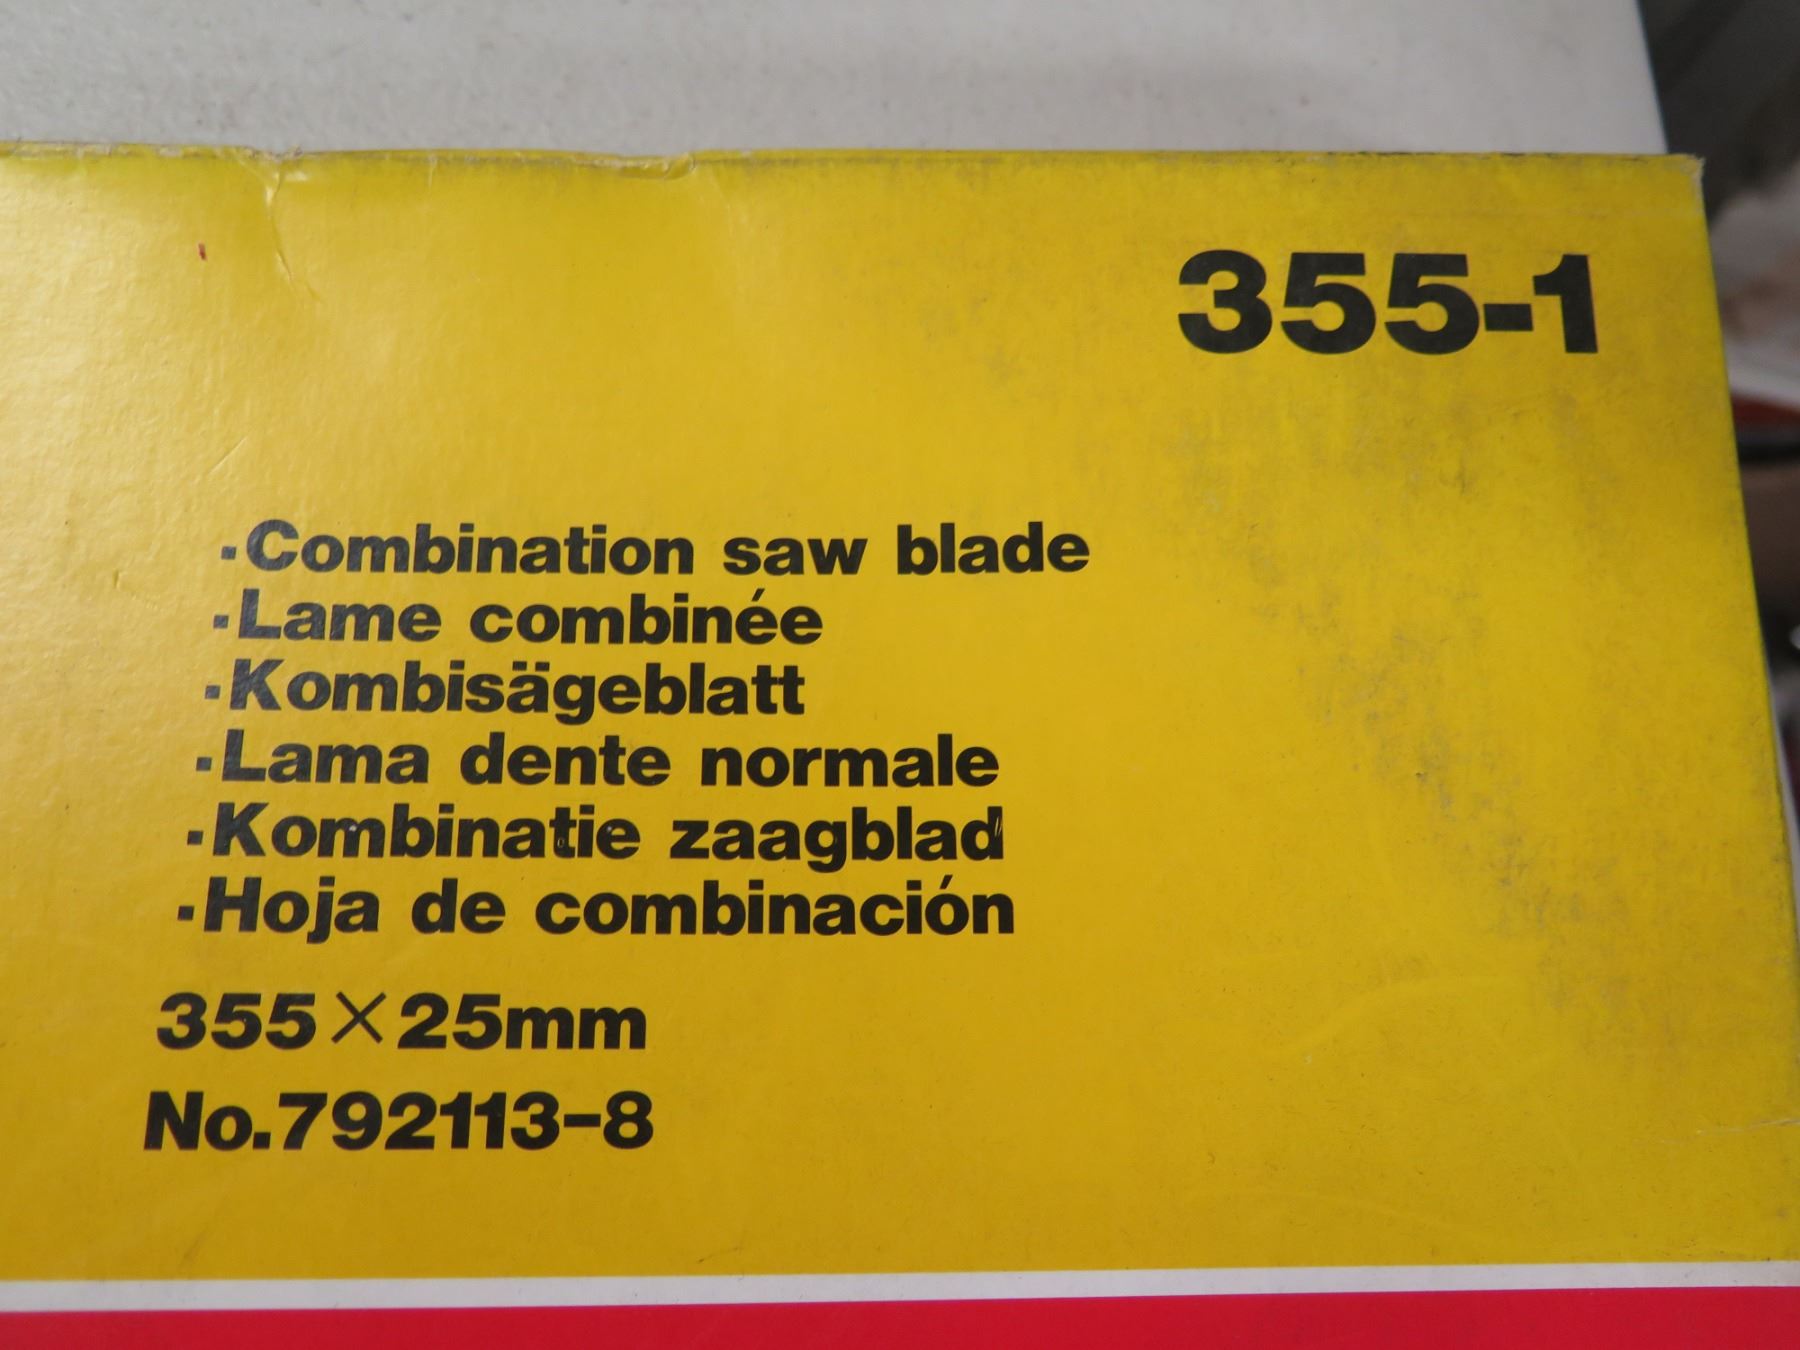 355-1
·Combination saw blade
·Lame combinée
·Kombisägeblatt
·Lama dente normale
·Kombinatie zaagblad
·Hoja de combinación
355×25mm
No.792113-8